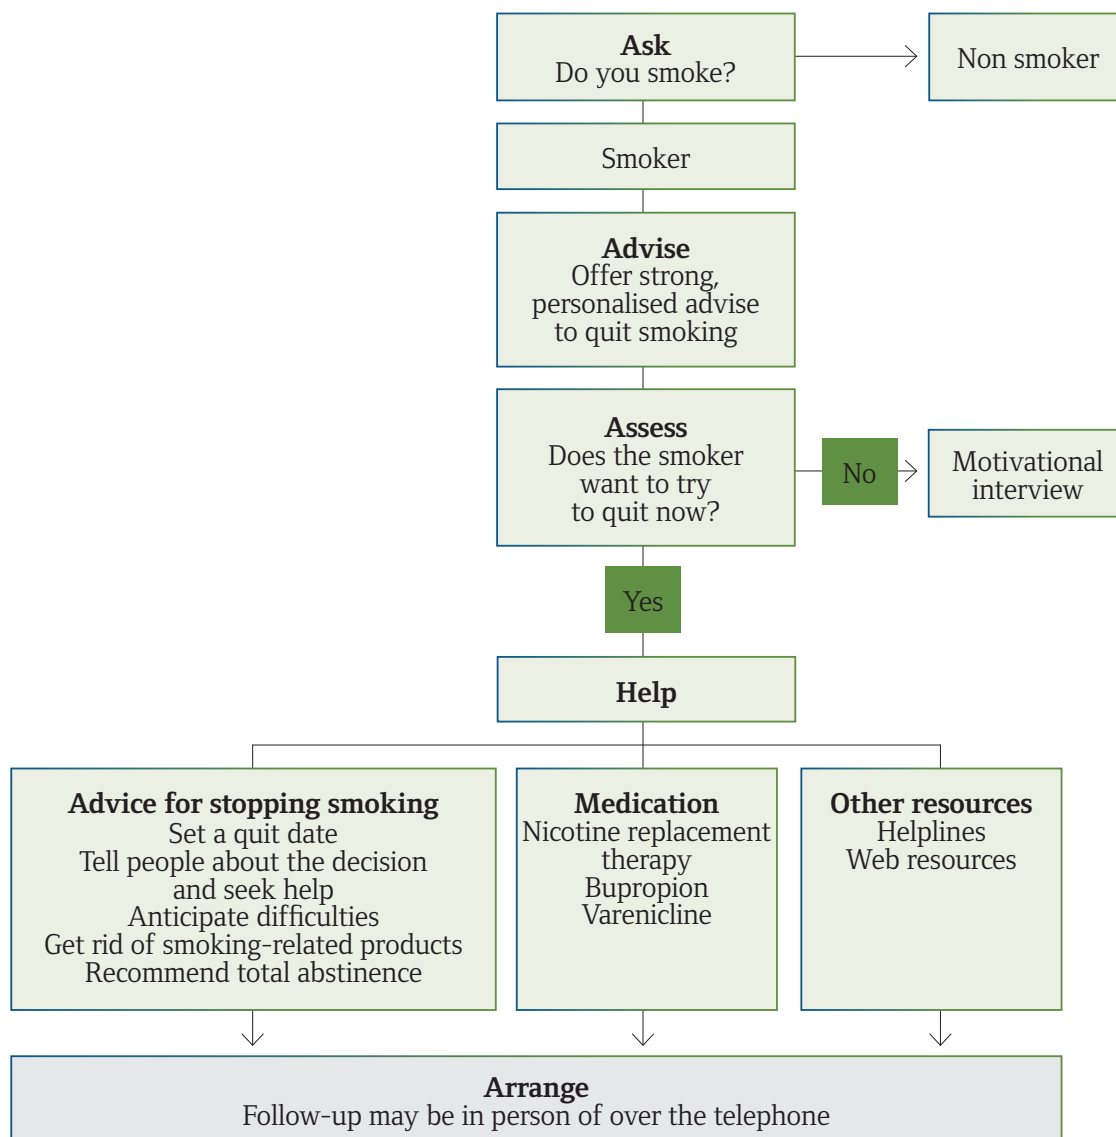 Ask
Do you smoke?
Non smoker
Smoker
Advise
Offer strong,
personalised advise
to quit smoking
Assess
Does the smoker
want to try
to quit now?
No
Motivational
interview
Yes
Help
Advice for stopping smoking
Set a quit date
Tell people about the decision
and seek help
Anticipate difficulties
Get rid of smoking-related products
Recommend total abstinence
Medication
Nicotine replacement
therapy
Bupropion
Varenicline
Other resources
Helplines
Web resources
Arrange
Follow-up may be in person of over the telephone